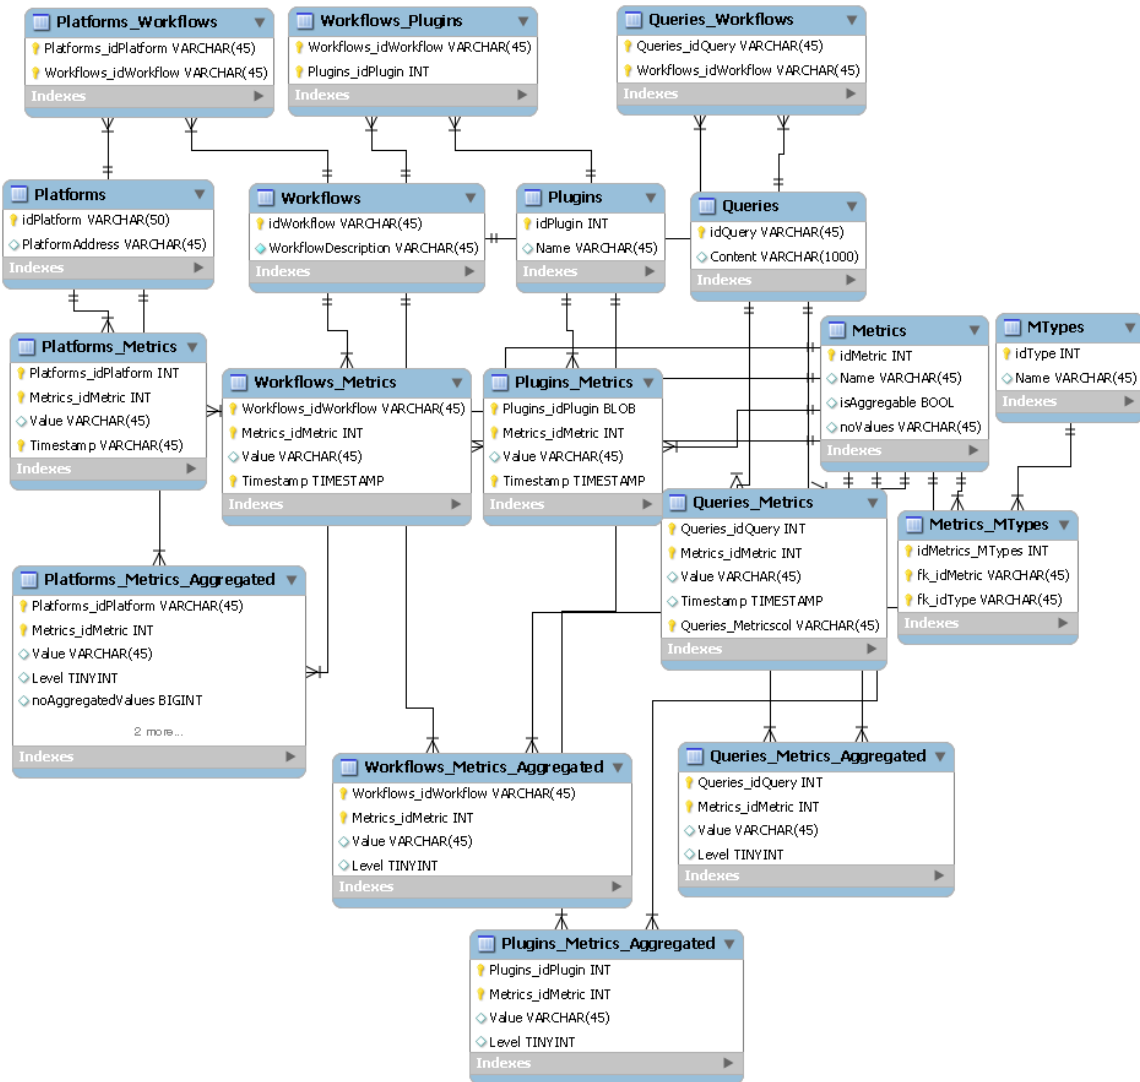 Platforms_Workflows
Platforms_idPlatform VARCHAR(45)
Workflows_idWorkflow VARCHAR(45)
Indexes
Workflows_Plugins
Workflows_idWorkflow VARCHAR(45)
Plugins_idPlugin INT
Indexes
Queries_Workflows
Queries_idQuery VARCHAR(45)
Workflows_idWorkflow VARCHAR(45)
Indexes
Platforms
idPlatform VARCHAR(50)
PlatformAddress VARCHAR(45)
Indexes
Workflows
idWorkflow VARCHAR(45)
WorkflowDescription VARCHAR(45)
Indexes
Plugins
idPlugin INT
Name VARCHAR(45)
Indexes
Queries
idQuery VARCHAR(45)
Content VARCHAR(1000)
Indexes
Platforms_Metrics
Platforms_idPlatform INT
Metrics_idMetric INT
Value VARCHAR(45)
Timestamp VARCHAR(45)
Indexes
Workflows_Metrics
Workflows_idWorkflow VARCHAR(45)
Metrics_idMetric INT
Value VARCHAR(45)
Timestamp TIMESTAMP
Indexes
Plugins_Metrics
Plugins_idPlugin BLOB
Metrics_idMetric INT
Value VARCHAR(45)
Timestamp TIMESTAMP
Indexes
Metrics
idMetric INT
Name VARCHAR(45)
isAggregable BOOL
noValues VARCHAR(45)
Indexes
MTypes
idType INT
Name VARCHAR(45)
Indexes
Queries_Metrics
Queries_idQuery INT
Metrics_idMetric INT
Value VARCHAR(45)
Timestamp TIMESTAMP
Queries_Metricscol VARCHAR(45)
Indexes
Metrics_MTypes
idMetrics_MTypes INT
fk_idMetric VARCHAR(45)
fk_idType VARCHAR(45)
Indexes
Platforms_Metrics_Aggregated
Platforms_idPlatform VARCHAR(45)
Metrics_idMetric INT
Value VARCHAR(45)
Level TINYINT
noAggregatedValues BIGINT
2 more...
Indexes
Workflows_Metrics_Aggregated
Workflows_idWorkflow VARCHAR(45)
Metrics_idMetric INT
Value VARCHAR(45)
Level TINYINT
Indexes
Queries_Metrics_Aggregated
Queries_idQuery INT
Metrics_idMetric INT
Value VARCHAR(45)
Level TINYINT
Indexes
Plugins_Metrics_Aggregated
Plugins_idPlugin INT
Metrics_idMetric INT
Value VARCHAR(45)
Level TINYINT
Indexes